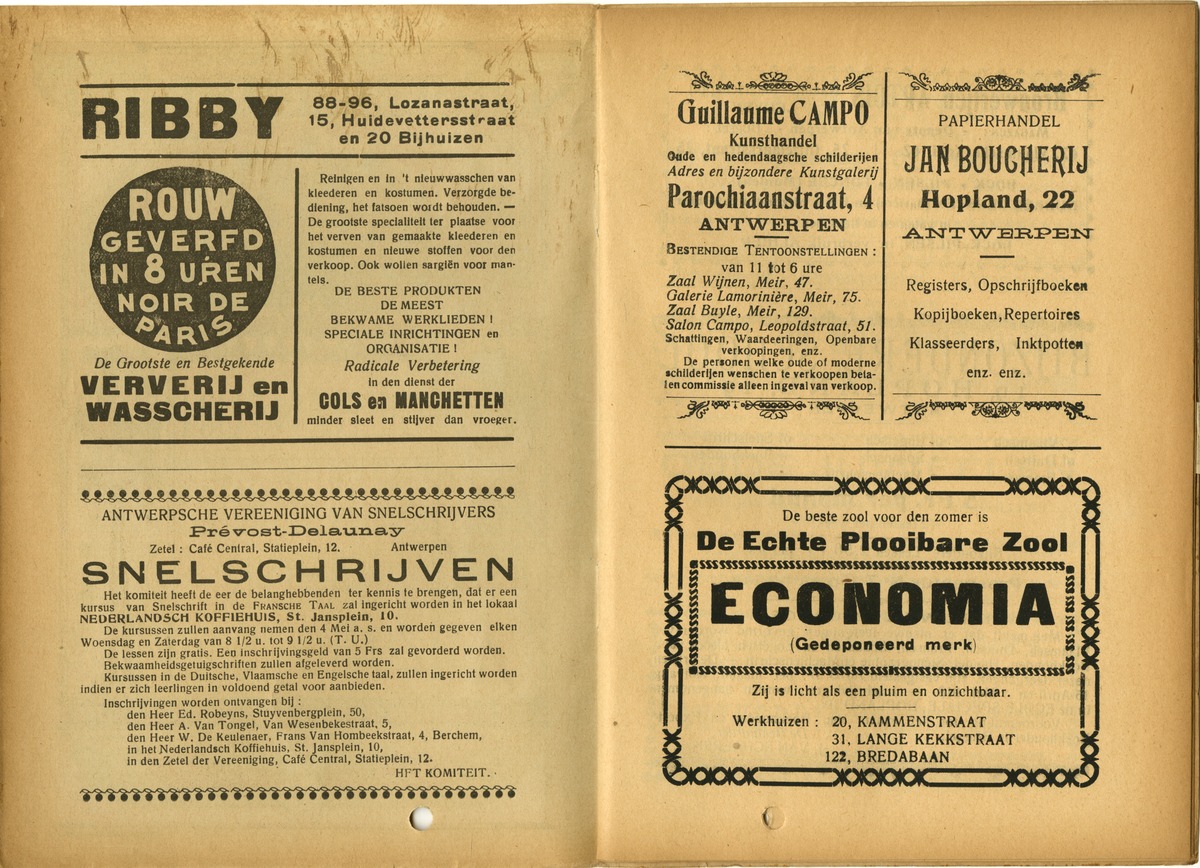 RIBBY
88-96, Lozanastraat,
15, Huidevettersstraat
en 20 Bijhuizen
ROUW
GEVERFD
IN 8 UREN
NOIR DE
PARIS
De Grootste en Bestgekende
VERVERIJ en
WASSCHERIJ
Reinigen en in 't nieuwwasschen van
kleederen en kostumen. Verzorgde be-
diening, het fatsoen wordt behouden. —
De grootste specialiteit ter plaatse voor
het verven van gemaakte kleederen en
kostumen en nieuwe stoffen voor den
verkoop. Ook wollen sargiën voor man-
tels.
DE BESTE PRODUKTEN
DE MEEST
BEKWAME WERKLIEDEN !
SPECIALE INRICHTINGEN en
ORGANISATIE !
Radicale Verbetering
in den dienst der
COLS en MANCHETTEN
minder sleet en stijver dan vroeger.
ANTWERPSCHE VEREENIGING VAN SNELSCHRIJVERS
Prévost-Delaunay
Zetel : Café Central, Statieplein, 12. Antwerpen
SNELSCHRIJVEN
Het komiteit heeft de eer de belanghebbenden ter kennis te brengen, dat er een
kursus van Snelschrift in de FRANSCHE TAAL zal ingericht worden in het lokaal
NEDERLANDSCH KOFFIEHUIS, St. Jansplein, 10.
De kursussen zullen aanvang nemen den 4 Mei a. s. en worden gegeven elken
Woensdag en Zaterdag van 8 1/2 u. tot 9 1/2 u. (T. U.)
De lessen zijn gratis. Een inschrijvingsgeld van 5 Frs zal gevorderd worden.
Bekwaamheidsgetuigschriften zullen afgeleverd worden.
Kursussen in de Duitsche, Vlaamsche en Engelsche taal, zullen ingericht worden
indien er zich leerlingen in voldoend getal voor aanbieden.
Inschrijvingen worden ontvangen bij :
den Heer Ed. Robeyns, Stuyvenbergplein, 50,
den Heer A. Van Tongel, Van Wesenbekestraat, 5,
den Heer W. De Keulenaer, Frans Van Hombeekstraat, 4, Berchem,
in het Nederlandsch Koffiehuis, St. Jansplein, 10,
in den Zetel der Vereeniging, Café Central, Statieplein, 12.
HET KOMITEIT.
Guillaume CAMPO
Kunsthandel
Oude en hedendaagsche schilderijen
Adres en bijzondere Kunstgalerij
Parochiaanstraat, 4
ANTWERPEN
BESTENDIGE TENTOONSTELLINGEN :
van 11 tot 6 ure
Zaal Wijnen, Meir, 47.
Galerie Lamorinière, Meir, 75.
Zaal Buyle, Meir, 129.
Salon Campo, Leopoldstraat, 51.
Schattingen, Waardeeringen, Openbare
verkoopingen, enz.
De personen welke oude of moderne
schilderijen wenschen te verkoopen beta-
len commissie alleen in geval van verkoop.
PAPIERHANDEL
JAN BOUCHERIJ
Hopland, 22
ANTWERPEN
Registers, Opschrijfboeken
Kopijboeken, Repertoires
Klasseerders, Inktpotten
enz. enz.
De beste zool voor den zomer is
De Echte Plooibare Zool
ECONOMIA
(Gedeponeerd merk)
Zij is licht als een pluim en onzichtbaar.
Werkhuizen : 20, KAMMENSTRAAT
31, LANGE KEKKSTRAAT
122, BREDABAAN